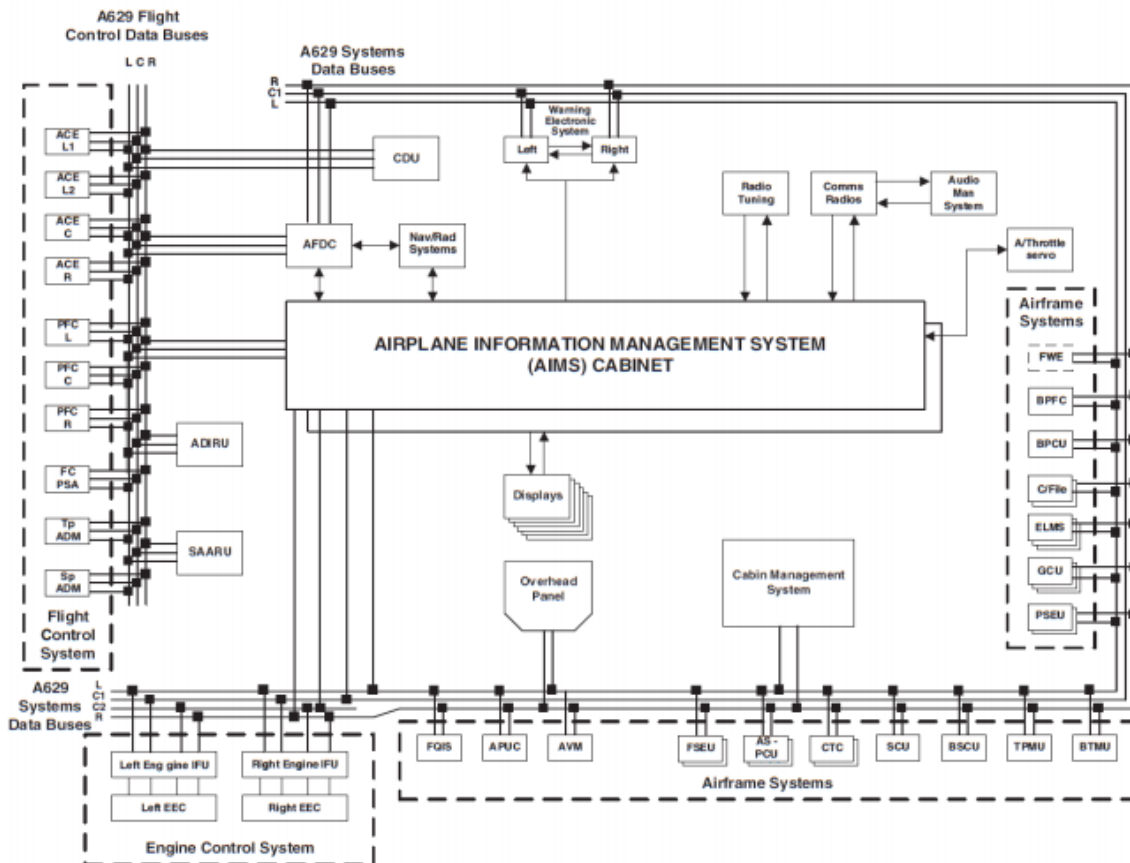 A629 Flight
Control Data Buses
L C R
A629 Systems
Data Buses
R
C1
L
Warning
Electronic
System
Left
Right
ACE
L1
ACE
L2
ACE
C
ACE
R
PFC
L
PFC
C
PFC
R
FC
PSA
Tp
ADM
Sp
ADM
Flight
Control
System
CDU
AFDC
Nav/Rad
Systems
Radio
Tuning
Comms
Radios
Audio
Man
System
A/Throttle
servo
AIRPLANE INFORMATION MANAGEMENT SYSTEM
(AIMS) CABINET
ADIRU
SAARU
Displays
Overhead
Panel
Cabin Management
System
Airframe
Systems
FWE
BPFC
BPCU
C/File
ELMS
GCU
PSEU
A629
Systems
Data Buses
L
C1
C2
R
Left Eng gine IFU
Right Engine IFU
Left EEC
Right EEC
Engine Control System
FQIS
APUC
AVM
FSEU
AS -
PCU
CTC
SCU
BSCU
TPMU
BTMU
Airframe Systems